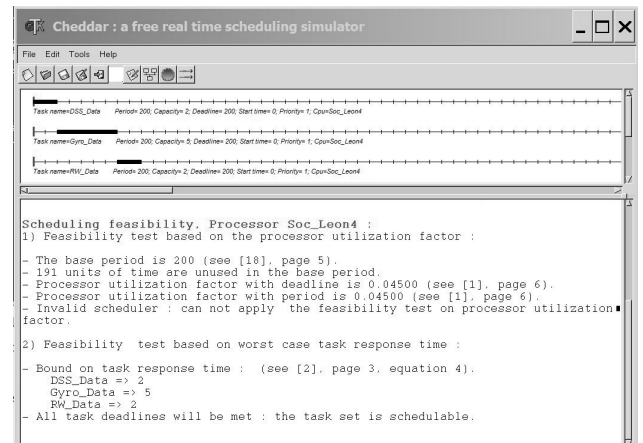 Cheddar : a free real time scheduling simulator
File Edit Tools Help
Task name=DSS_Data Period= 200; Capacity= 2; Deadline= 200; Start time= 0; Priority= 1; Cpu=Soc_Leon4
Task name=Gyro_Data Period= 200; Capacity= 5; Deadline= 200; Start time= 0; Priority= 1; Cpu=Soc_Leon4
Task name=RW_Data Period= 200; Capacity= 2; Deadline= 200; Start time= 0; Priority= 1; Cpu=Soc_Leon4
Scheduling feasibility, Processor Soc_Leon4 :
1) Feasibility test based on the processor utilization factor :
- The base period is 200 (see [18], page 5).
- 191 units of time are unused in the base period.
- Processor utilization factor with deadline is 0.04500 (see [1], page 6).
- Processor utilization factor with period is 0.04500 (see [1], page 6).
- Invalid scheduler : can not apply the feasibility test on processor utilization
factor.
2) Feasibility test based on worst case task response time :
- Bound on task response time : (see [2], page 3, equation 4).
DSS_Data => 2
Gyro_Data => 5
RW_Data => 2
- All task deadlines will be met : the task set is schedulable.